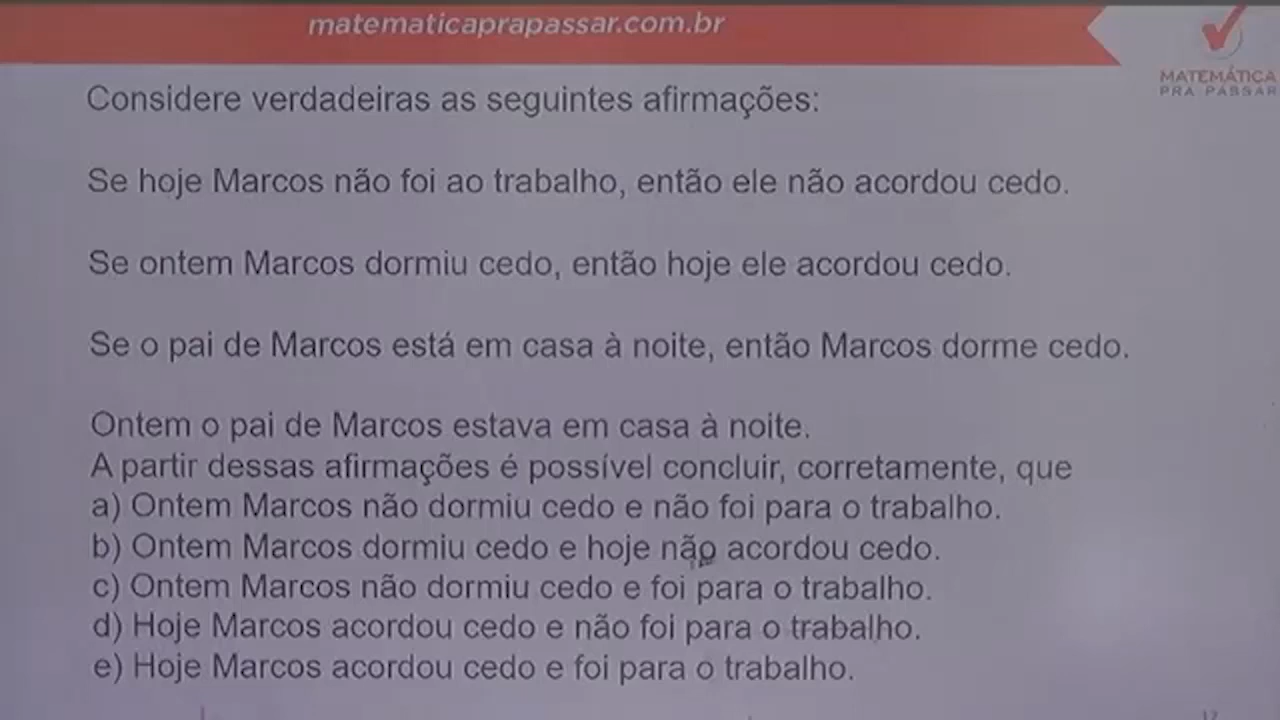 matematicaprapassar.com.br
MATEMÁTICA
PRA PASSAR
Considere verdadeiras as seguintes afirmações:
Se hoje Marcos não foi ao trabalho, então ele não acordou cedo.
Se ontem Marcos dormiu cedo, então hoje ele acordou cedo.
Se o pai de Marcos está em casa à noite, então Marcos dorme cedo.
Ontem o pai de Marcos estava em casa à noite.
A partir dessas afirmações é possível concluir, corretamente, que
a) Ontem Marcos não dormiu cedo e não foi para o trabalho.
b) Ontem Marcos dormiu cedo e hoje não acordou cedo.
c) Ontem Marcos não dormiu cedo e foi para o trabalho.
d) Hoje Marcos acordou cedo e não foi para o trabalho.
e) Hoje Marcos acordou cedo e foi para o trabalho.